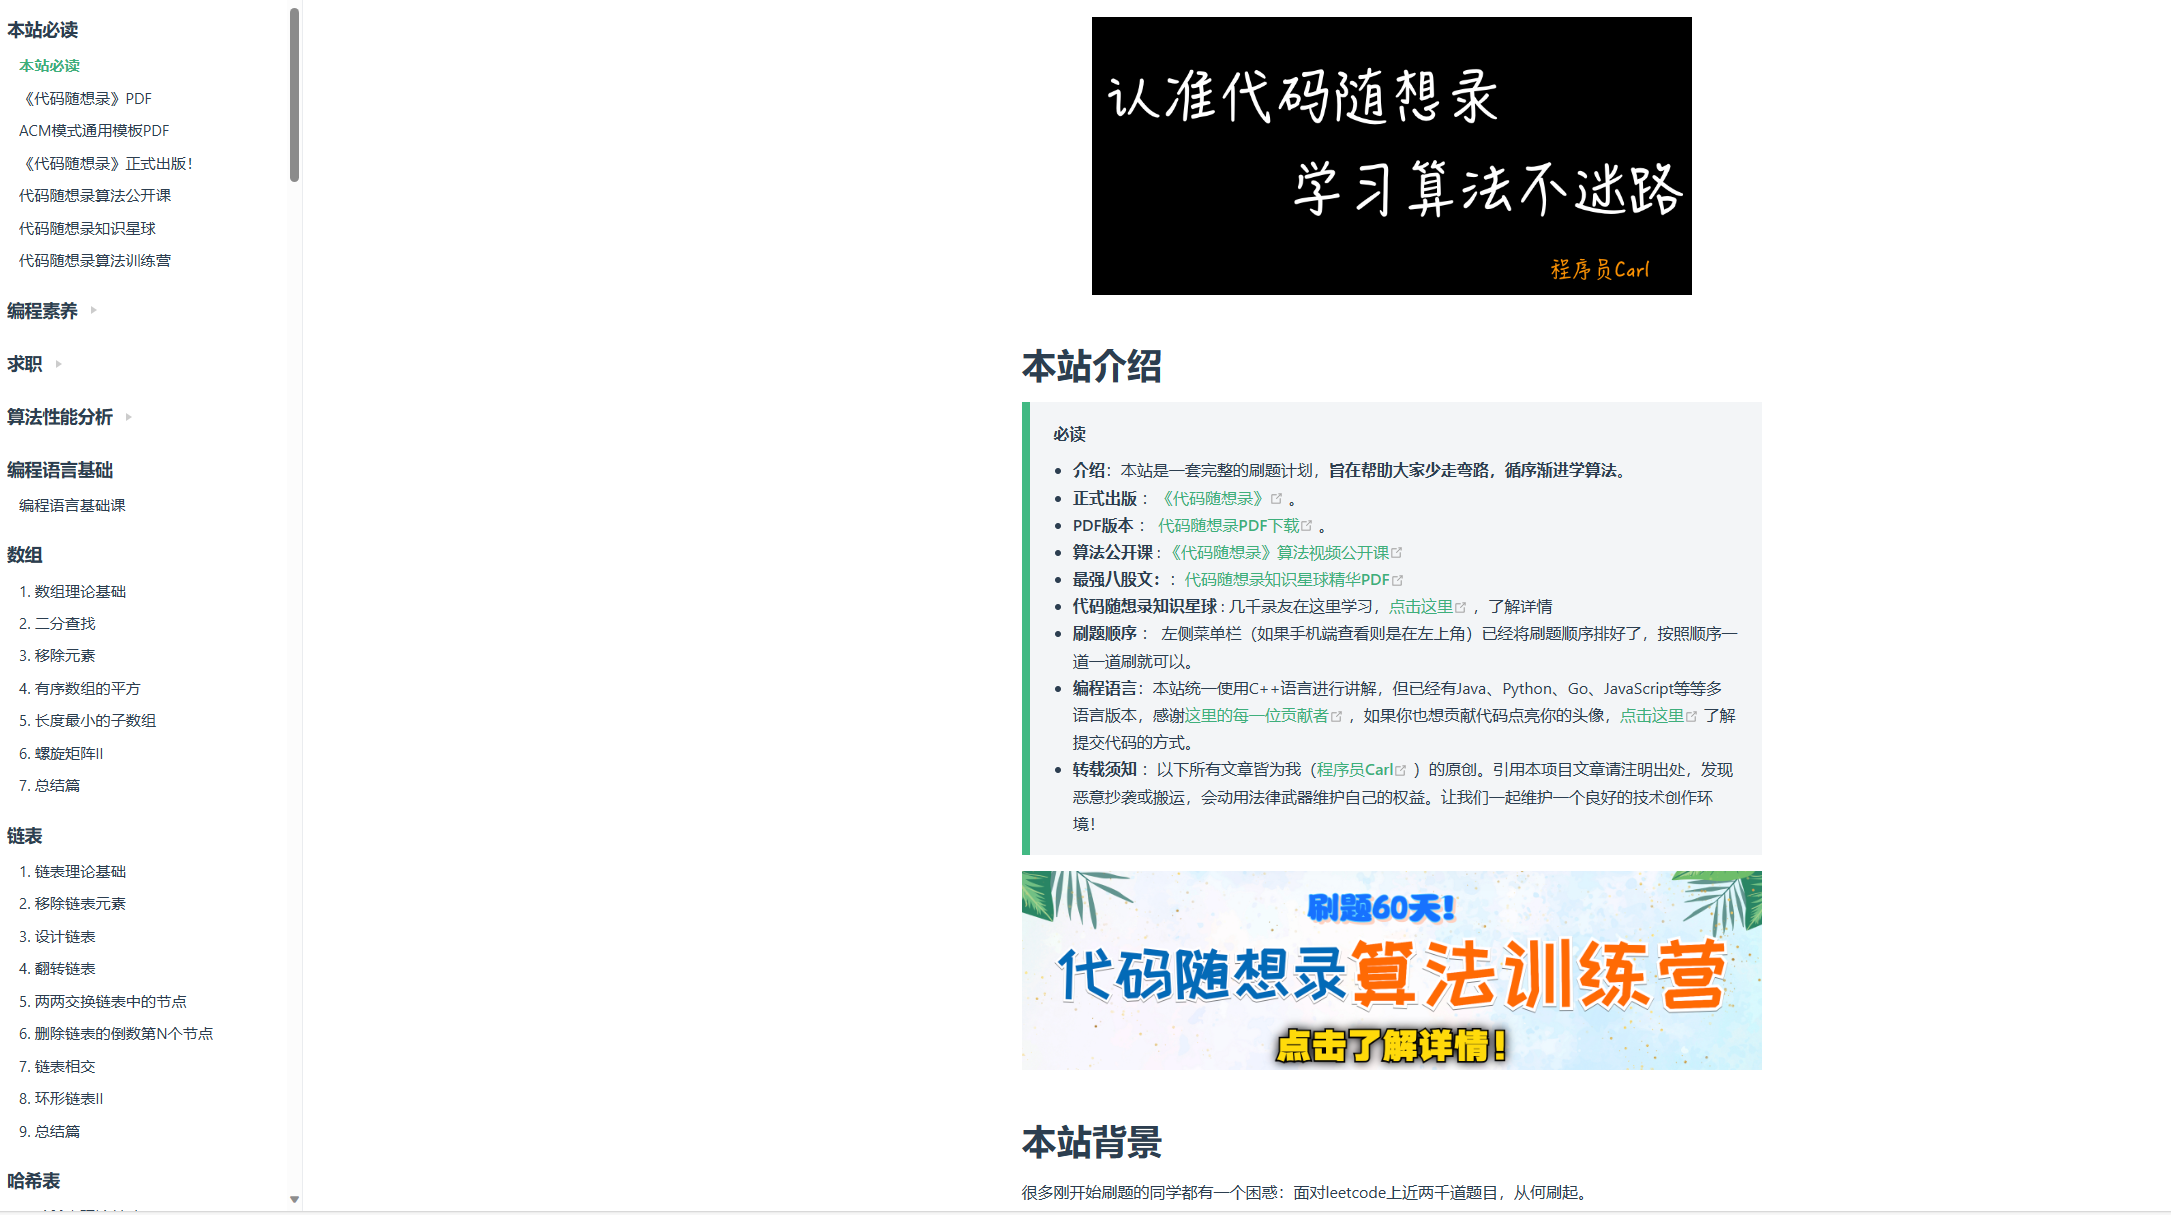 本站必读
本站必读
《代码随想录》PDF
ACM模式通用模板PDF
《代码随想录》正式出版！
代码随想录算法公开课
代码随想录知识星球
代码随想录算法训练营
编程素养
求职
算法性能分析
编程语言基础
编程语言基础课
数组
1. 数组理论基础
2. 二分查找
3. 移除元素
4. 有序数组的平方
5. 长度最小的子数组
6. 螺旋矩阵II
7. 总结篇
链表
1. 链表理论基础
2. 移除链表元素
3. 设计链表
4. 翻转链表
5. 两两交换链表中的节点
6. 删除链表的倒数第N个节点
7. 链表相交
8. 环形链表II
9. 总结篇
哈希表
认准代码随想录
学习算法不迷路
程序员Carl
本站介绍
必读
介绍：本站是一套完整的刷题计划，旨在帮助大家少走弯路，循序渐进学算法。
正式出版 ：《代码随想录》 。
PDF版本 ： 代码随想录PDF下载 。
算法公开课 :《代码随想录》算法视频公开课
最强八股文： ：代码随想录知识星球精华PDF
代码随想录知识星球 : 几千录友在这里学习，点击这里 ，了解详情
刷题顺序 ： 左侧菜单栏（如果手机端查看则是在左上角）已经将刷题顺序排好了，按照顺序一
道一道刷就可以。
编程语言：本站统一使用C++语言进行讲解，但已经有Java、Python、Go、JavaScript等等多
语言版本，感谢这里的每一位贡献者 ，如果你也想贡献代码点亮你的头像，点击这里 了解
提交代码的方式。
转载须知 ：以下所有文章皆为我（程序员Carl ）的原创。引用本项目文章请注明出处，发现
恶意抄袭或搬运，会动用法律武器维护自己的权益。让我们一起维护一个良好的技术创作环
境！
刷题60天！
代码随想录算法训练营
点击了解详情！
本站背景
很多刚开始刷题的同学都有一个困惑：面对leetcode上近两千道题目，从何刷起。